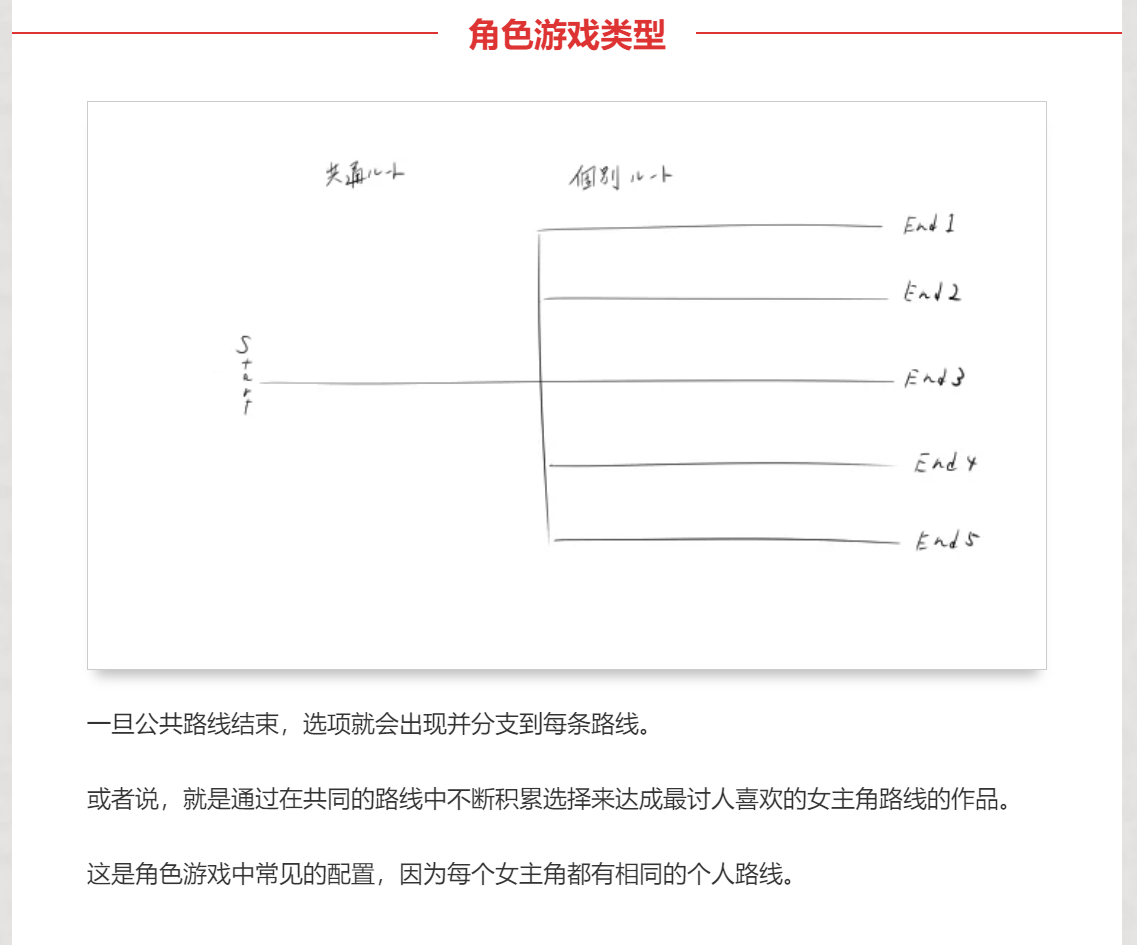 角色游戏类型
共通ルート
個別ルート
End 1
End 2
Start
End 3
End 4
End 5
一旦公共路线结束，选项就会出现并分支到每条路线。
或者说，就是通过在共同的路线中不断积累选择来达成最讨人喜欢的女主角路线的作品。
这是角色游戏中常见的配置，因为每个女主角都有相同的个人路线。